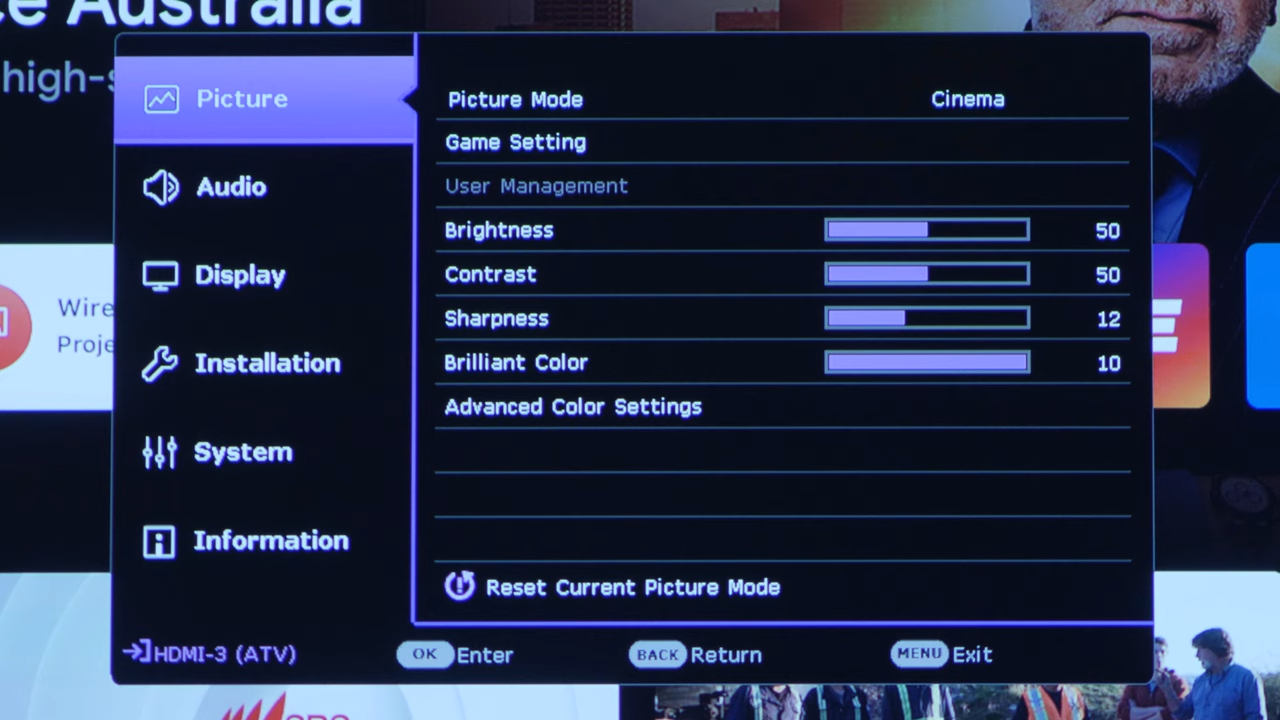 ce Australia
high-s
Picture
Audio
Display
Installation
System
Information
Picture Mode Cinema
Game Setting
User Management
Brightness 50
Contrast 50
Sharpness 12
Brilliant Color 10
Advanced Color Settings
Reset Current Picture Mode
Wire
Proje
HDMI-3 (ATV)
OK Enter
BACK Return
MENU Exit
SBS